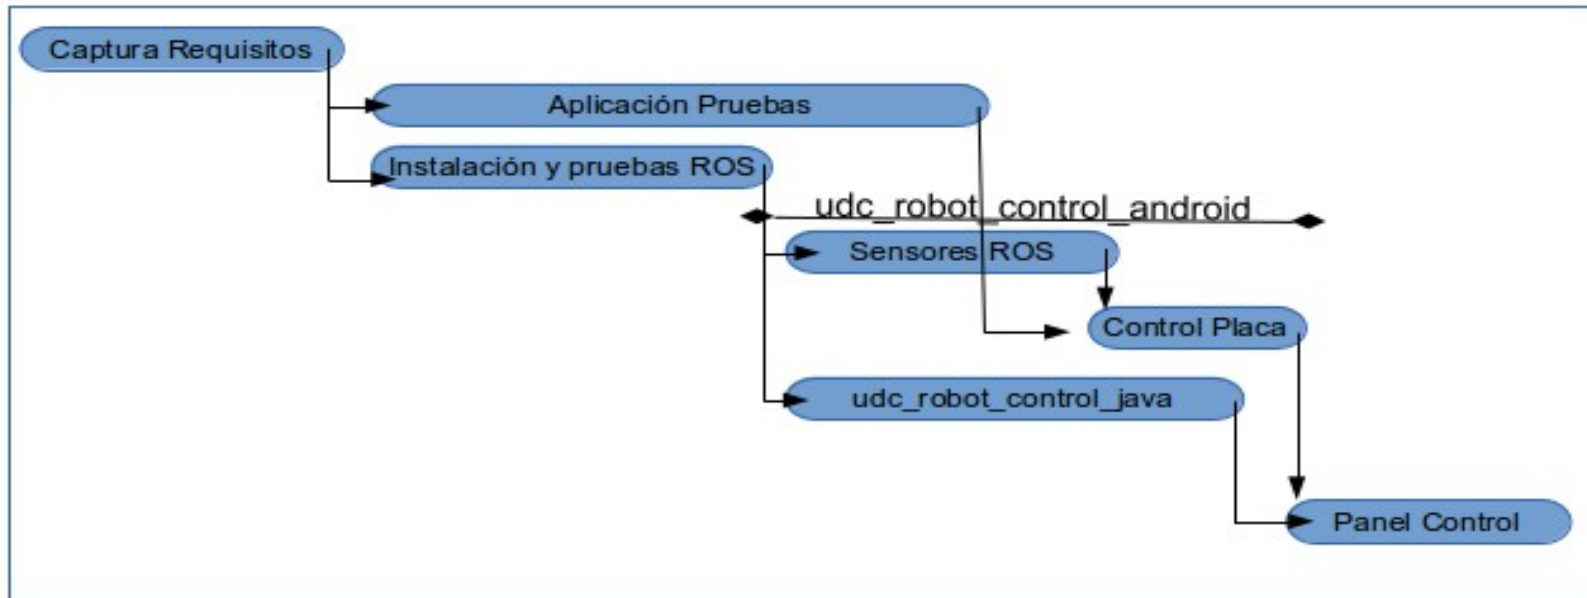 Captura Requisitos
Aplicación Pruebas
Instalación y pruebas ROS
udc_robot_control_android
Sensores ROS
Control Placa
udc_robot_control_java
Panel Control